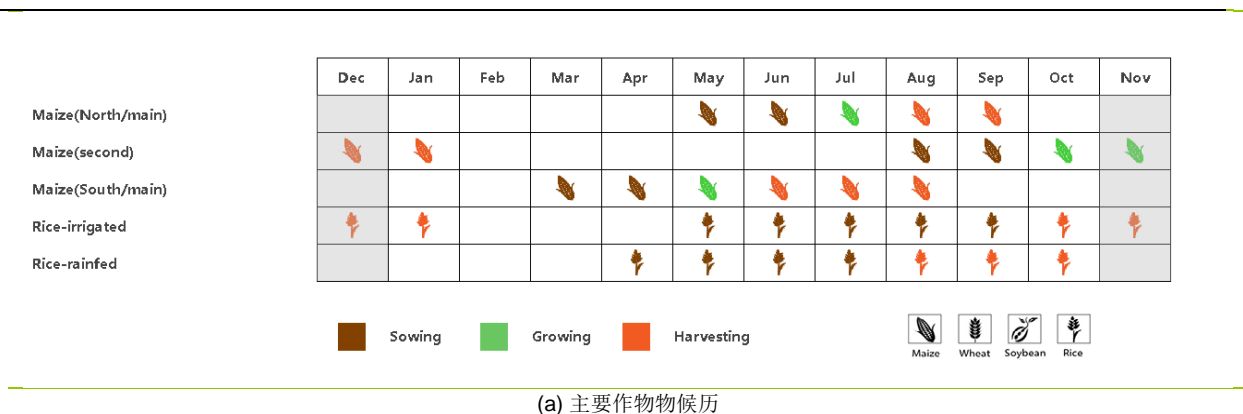 Dec Jan Feb Mar Apr May Jun Jul Aug Sep Oct Nov
Maize(North/main)
Maize(second)
Maize(South/main)
Rice-irrigated
Rice-rainfed
Sowing Growing Harvesting
Maize Wheat Soybean Rice
(a) 主要作物物候历